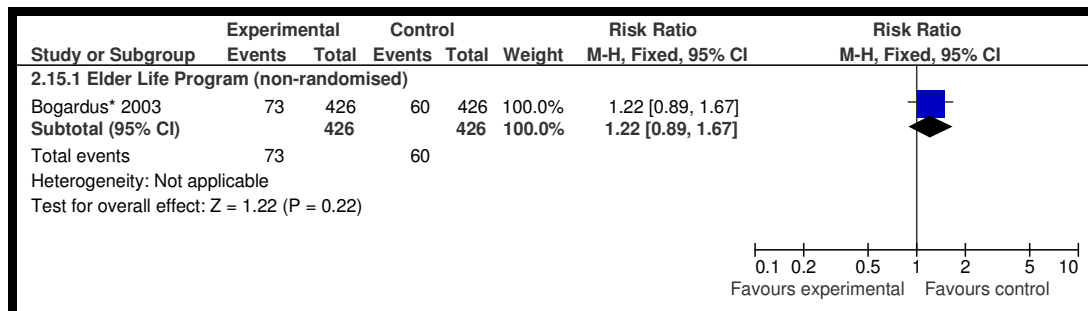 Experimental Control Risk Ratio Risk Ratio
Study or Subgroup Events Total Events Total Weight M-H, Fixed, 95% CI M-H, Fixed, 95% CI
2.15.1 Elder Life Program (non-randomised)
Bogardus* 2003 73 426 60 426 100.0% 1.22 [0.89, 1.67]
Subtotal (95% CI) 426 426 100.0% 1.22 [0.89, 1.67]
Total events 73 60
Heterogeneity: Not applicable
Test for overall effect: Z = 1.22 (P = 0.22)
0.1 0.2 0.5 1 2 5 10
Favours experimental Favours control